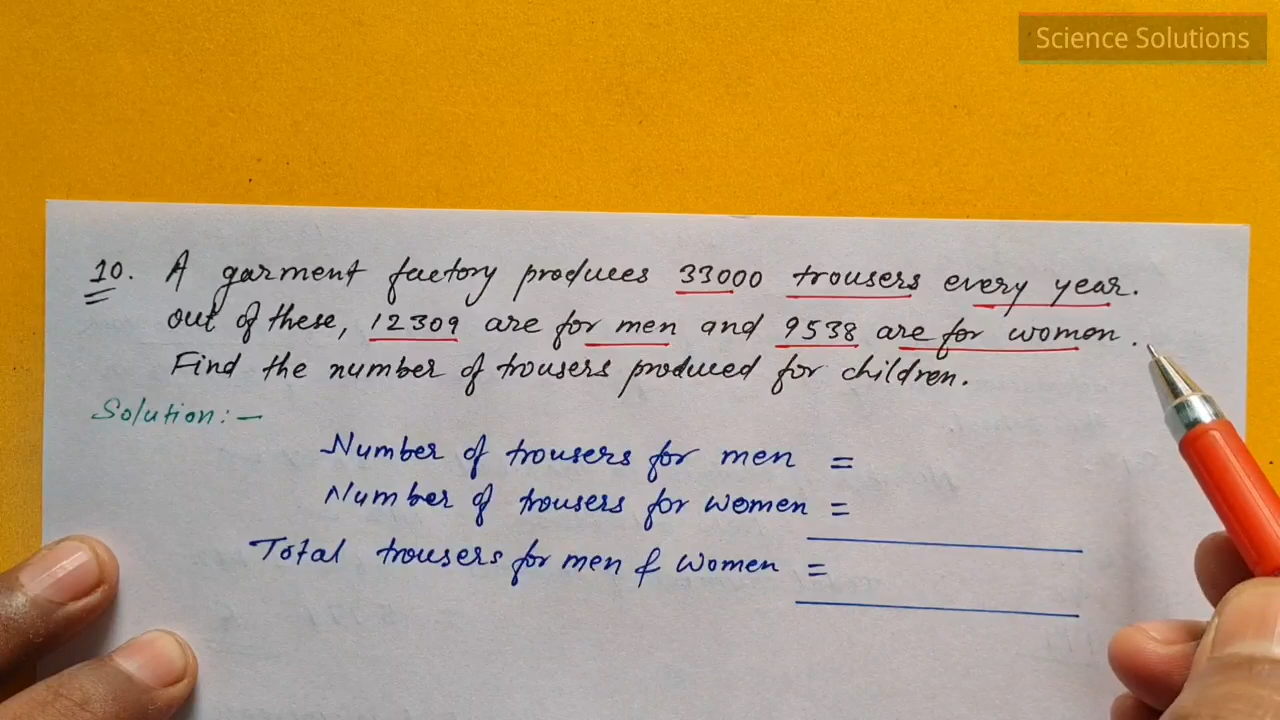 Science Solutions
10. A garment factory produces 33000 trousers every year.
out of these, 12309 are for men and 9538 are for women.
Find the number of trousers produced for children.
Solution:-
Number of trousers for men =
Number of trousers for women =
Total trousers for men & women =